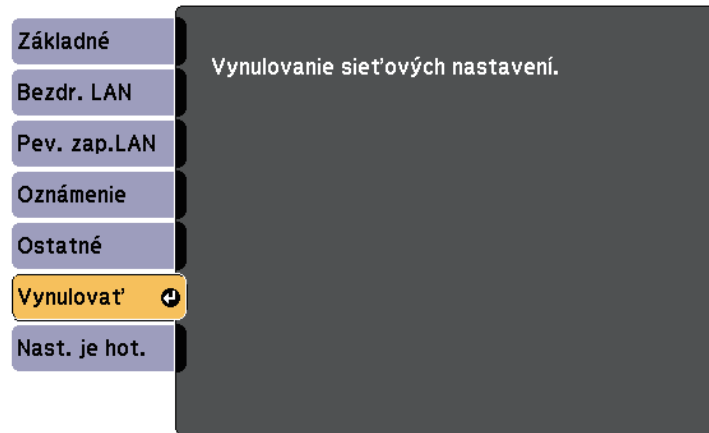 Základné
Bezdr. LAN
Pev. zap.LAN
Oznámenie
Ostatné
Vynulovať
Nast. je hot.
Vynulovanie sieťových nastavení.